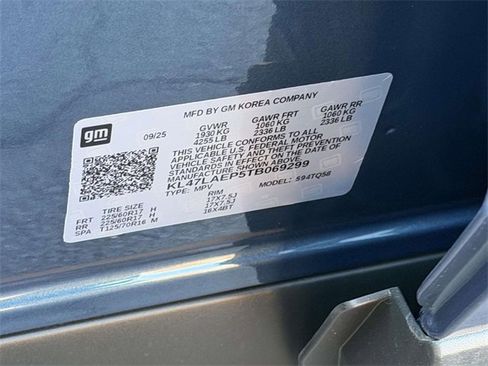 MFD BY GM KOREA COMPANY
gm
09/25
GVWR GAWR FRT GAWR RR
1930 KG 1060 KG 1060 KG
4255 LB 2336 LB 2336 LB
THIS VEHICLE CONFORMS TO ALL
APPLICABLE U.S. FEDERAL MOTOR
VEHICLE SAFETY AND BUMPER
STANDARDS IN EFFECT ON THE DATE
OF MANUFACTURE SHOWN ABOVE.
KL47LAEP5TB069299
TYPE: MPV MODEL: 594TQ58
TIRE SIZE RIM
FRT 225/60R17 H 17X7.5J
RR 225/60R17 H 17X7.5J
SPA T125/70R16 M 16X4BT